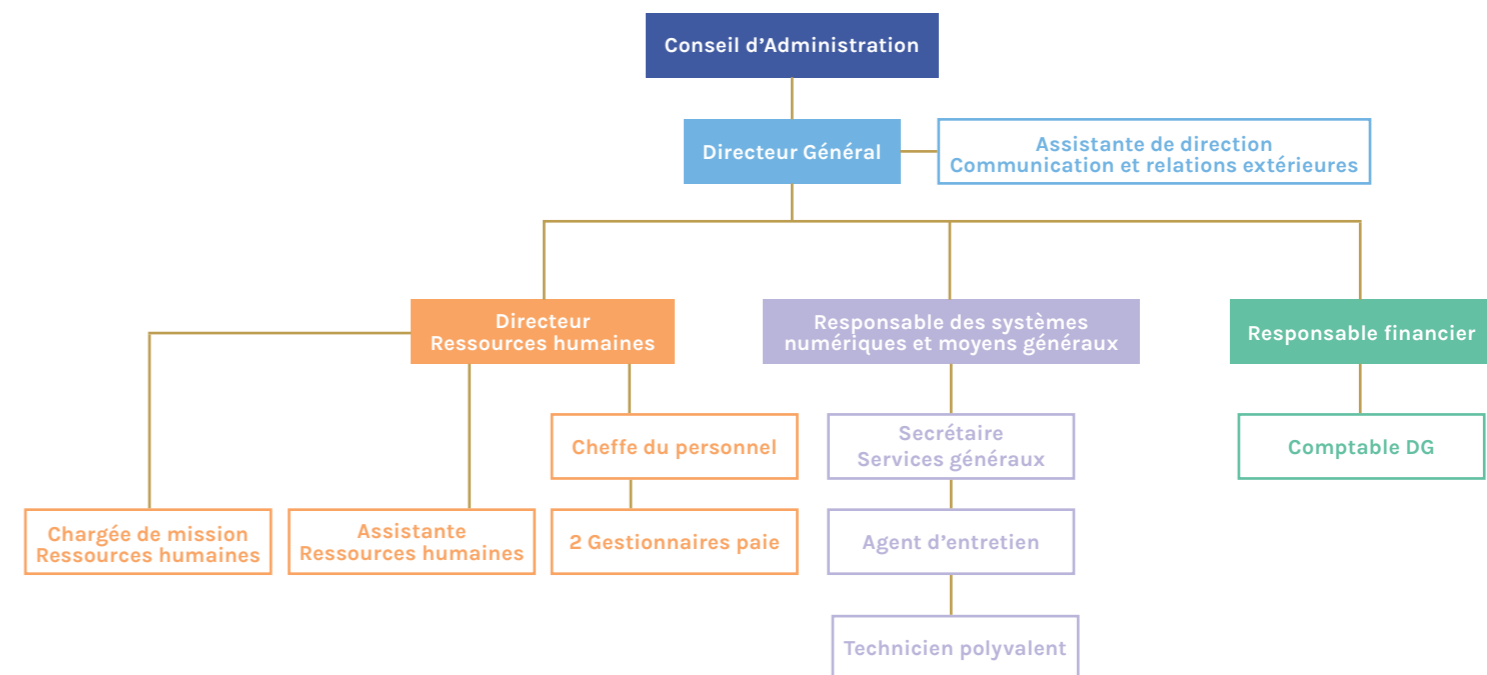 Conseil d’Administration
Directeur Général
Assistante de direction
Communication et relations extérieures
Directeur
Ressources humaines
Responsable des systèmes
numériques et moyens généraux
Responsable financier
Cheffe du personnel
Secrétaire
Services généraux
Comptable DG
Chargée de mission
Ressources humaines
Assistante
Ressources humaines
2 Gestionnaires paie
Agent d’entretien
Technicien polyvalent